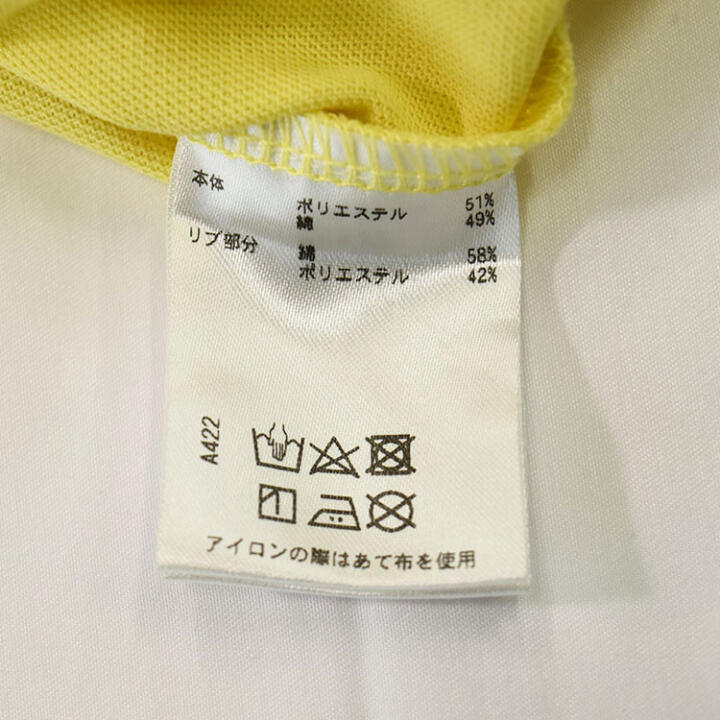 本体
ポリエステル 51%
綿 49%
リブ部分
綿 58%
ポリエステル 42%
A422
アイロンの際はあて布を使用